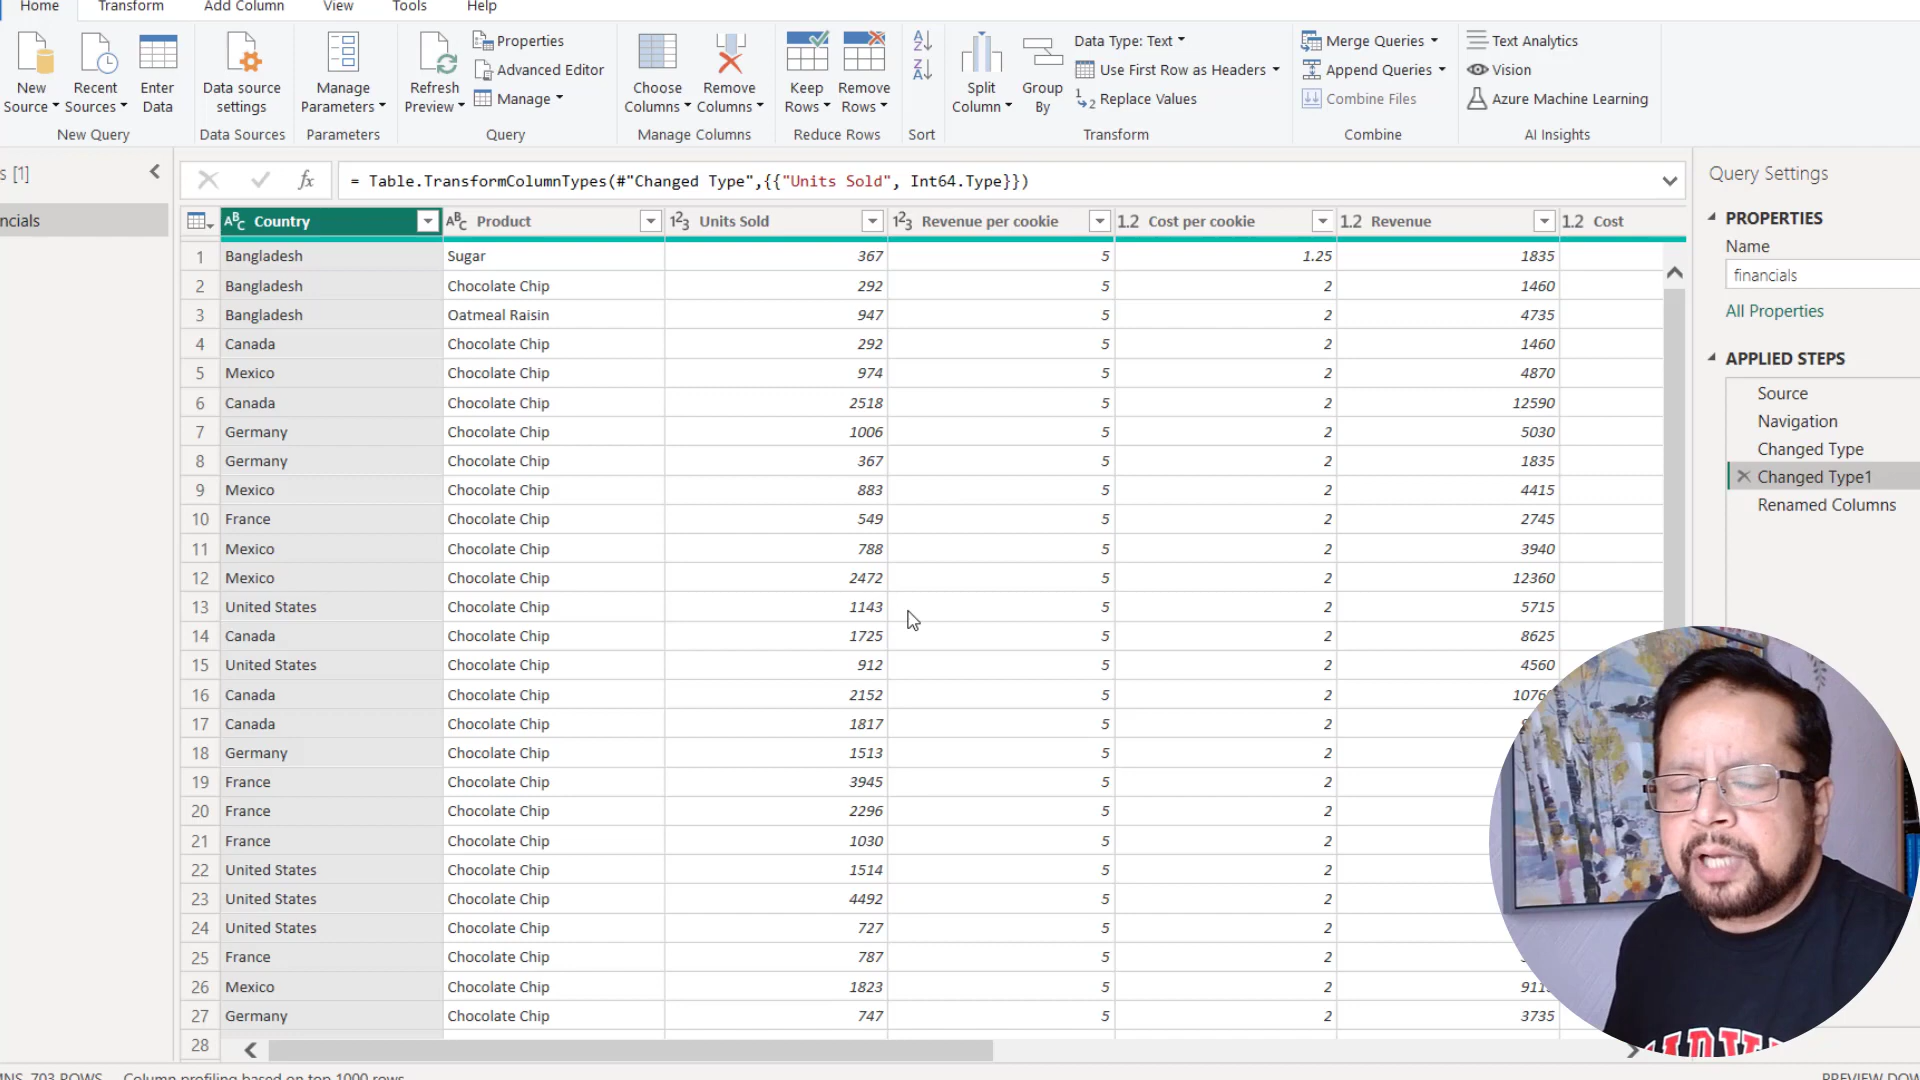 Home Transform Add Column View Tools Help
New Source
Recent Sources
Enter Data
New Query
Data source settings
Data Sources
Manage Parameters
Parameters
Refresh Preview
Properties
Advanced Editor
Manage
Query
Choose Columns
Remove Columns
Manage Columns
Keep Rows
Remove Rows
Reduce Rows
Sort
Split Column
Group By
Data Type: Text
Use First Row as Headers
Replace Values
Transform
Merge Queries
Append Queries
Combine Files
Combine
Text Analytics
Vision
Azure Machine Learning
AI Insights
s [1]
ncials
fx = Table.TransformColumnTypes(#"Changed Type",{{"Units Sold", Int64.Type}})
Country Product Units Sold Revenue per cookie 1.2 Cost per cookie 1.2 Revenue 1.2 Cost
1 Bangladesh Sugar 367 5 1.25 1835
2 Bangladesh Chocolate Chip 292 5 2 1460
3 Bangladesh Oatmeal Raisin 947 5 2 4735
4 Canada Chocolate Chip 292 5 2 1460
5 Mexico Chocolate Chip 974 5 2 4870
6 Canada Chocolate Chip 2518 5 2 12590
7 Germany Chocolate Chip 1006 5 2 5030
8 Germany Chocolate Chip 367 5 2 1835
9 Mexico Chocolate Chip 883 5 2 4415
10 France Chocolate Chip 549 5 2 2745
11 Mexico Chocolate Chip 788 5 2 3940
12 Mexico Chocolate Chip 2472 5 2 12360
13 United States Chocolate Chip 1143 5 2 5715
14 Canada Chocolate Chip 1725 5 2 8625
15 United States Chocolate Chip 912 5 2 4560
16 Canada Chocolate Chip 2152 5 2
17 Canada Chocolate Chip 1817 5 2
18 Germany Chocolate Chip 1513 5 2
19 France Chocolate Chip 3945 5 2
20 France Chocolate Chip 2296 5 2
21 France Chocolate Chip 1030 5 2
22 United States Chocolate Chip 1514 5 2
23 United States Chocolate Chip 4492 5 2
24 United States Chocolate Chip 727 5 2
25 France Chocolate Chip 787 5 2
26 Mexico Chocolate Chip 1823 5 2
27 Germany Chocolate Chip 747 5 2 3735
28
703 ROWS Column profiling based on top 1000 rows
Query Settings
PROPERTIES
Name
financials
All Properties
APPLIED STEPS
Source
Navigation
Changed Type
Changed Type1
Renamed Columns